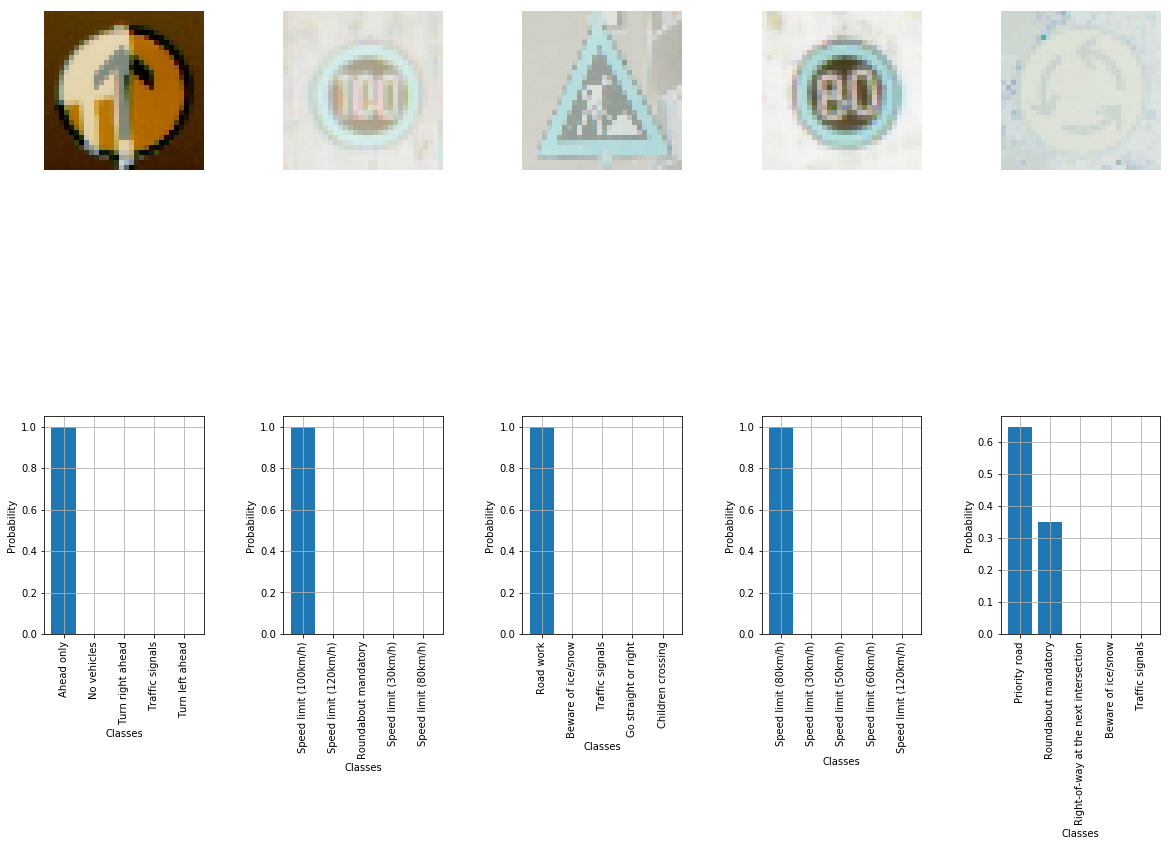 100
80
1.0
0.8
0.6
0.4
0.2
0.0
Probability
Ahead only
No vehicles
Turn right ahead
Traffic signals
Turn left ahead
Classes
1.0
0.8
0.6
0.4
0.2
0.0
Probability
Speed limit (100km/h)
Speed limit (120km/h)
Roundabout mandatory
Speed limit (30km/h)
Speed limit (80km/h)
Classes
1.0
0.8
0.6
0.4
0.2
0.0
Probability
Road work
Beware of ice/snow
Traffic signals
Go straight or right
Children crossing
Classes
1.0
0.8
0.6
0.4
0.2
0.0
Probability
Speed limit (80km/h)
Speed limit (30km/h)
Speed limit (50km/h)
Speed limit (60km/h)
Speed limit (120km/h)
Classes
0.6
0.5
0.4
0.3
0.2
0.1
0.0
Probability
Priority road
Roundabout mandatory
Right-of-way at the next intersection
Beware of ice/snow
Traffic signals
Classes